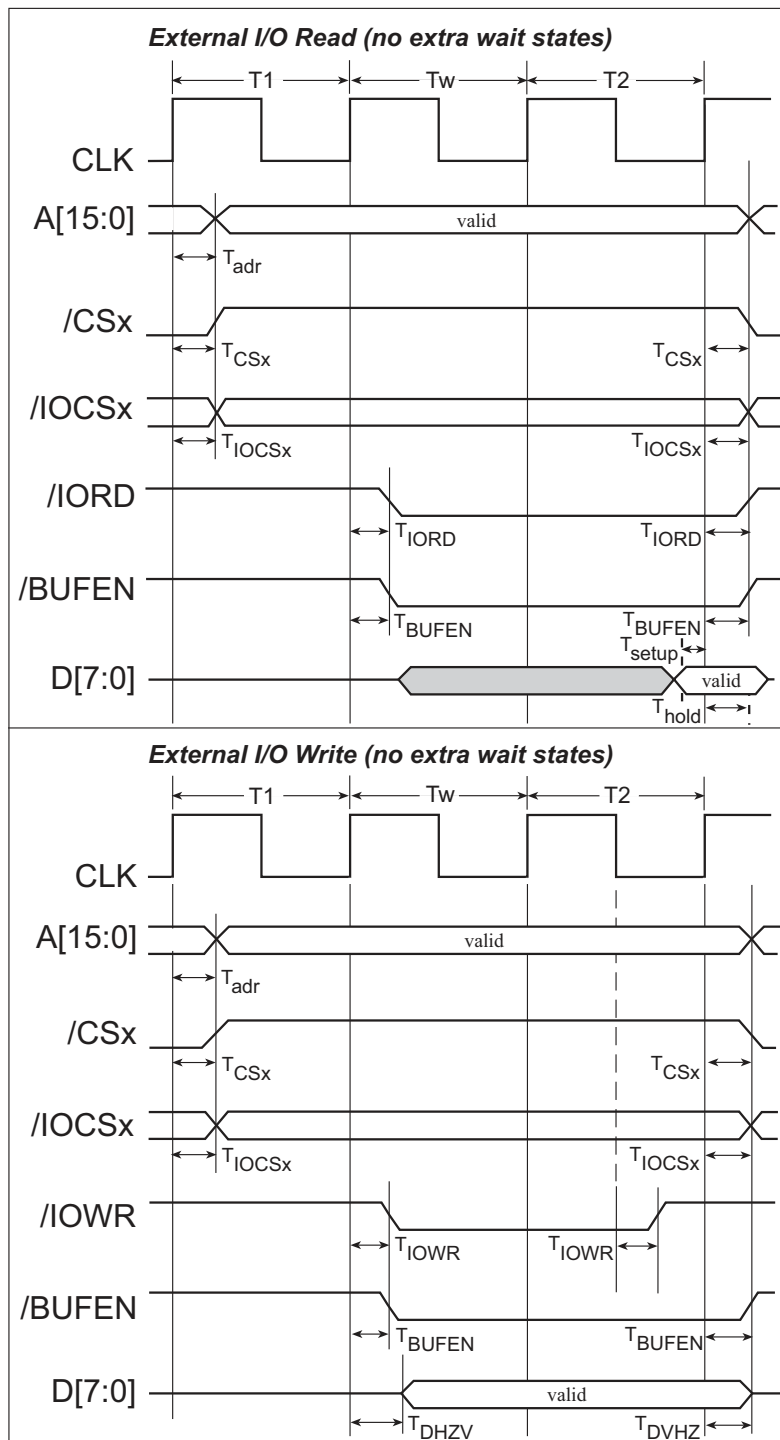 External I/O Read (no extra wait states)
T1 Tw T2
CLK
A[15:0] valid
Tadr
/CSx
TCSx TCSx
/IOCSx
TIOCSx TIOCSx
/IORD
TIORD TIORD
/BUFEN
TBUFEN TBUFEN
Tsetup
D[7:0] valid
Thold
External I/O Write (no extra wait states)
T1 Tw T2
CLK
A[15:0] valid
Tadr
/CSx
TCSx TCSx
/IOCSx
TIOCSx TIOCSx
/IOWR
TIOWR TIOWR
/BUFEN
TBUFEN TBUFEN
D[7:0] valid
TDHZV TDVHZ